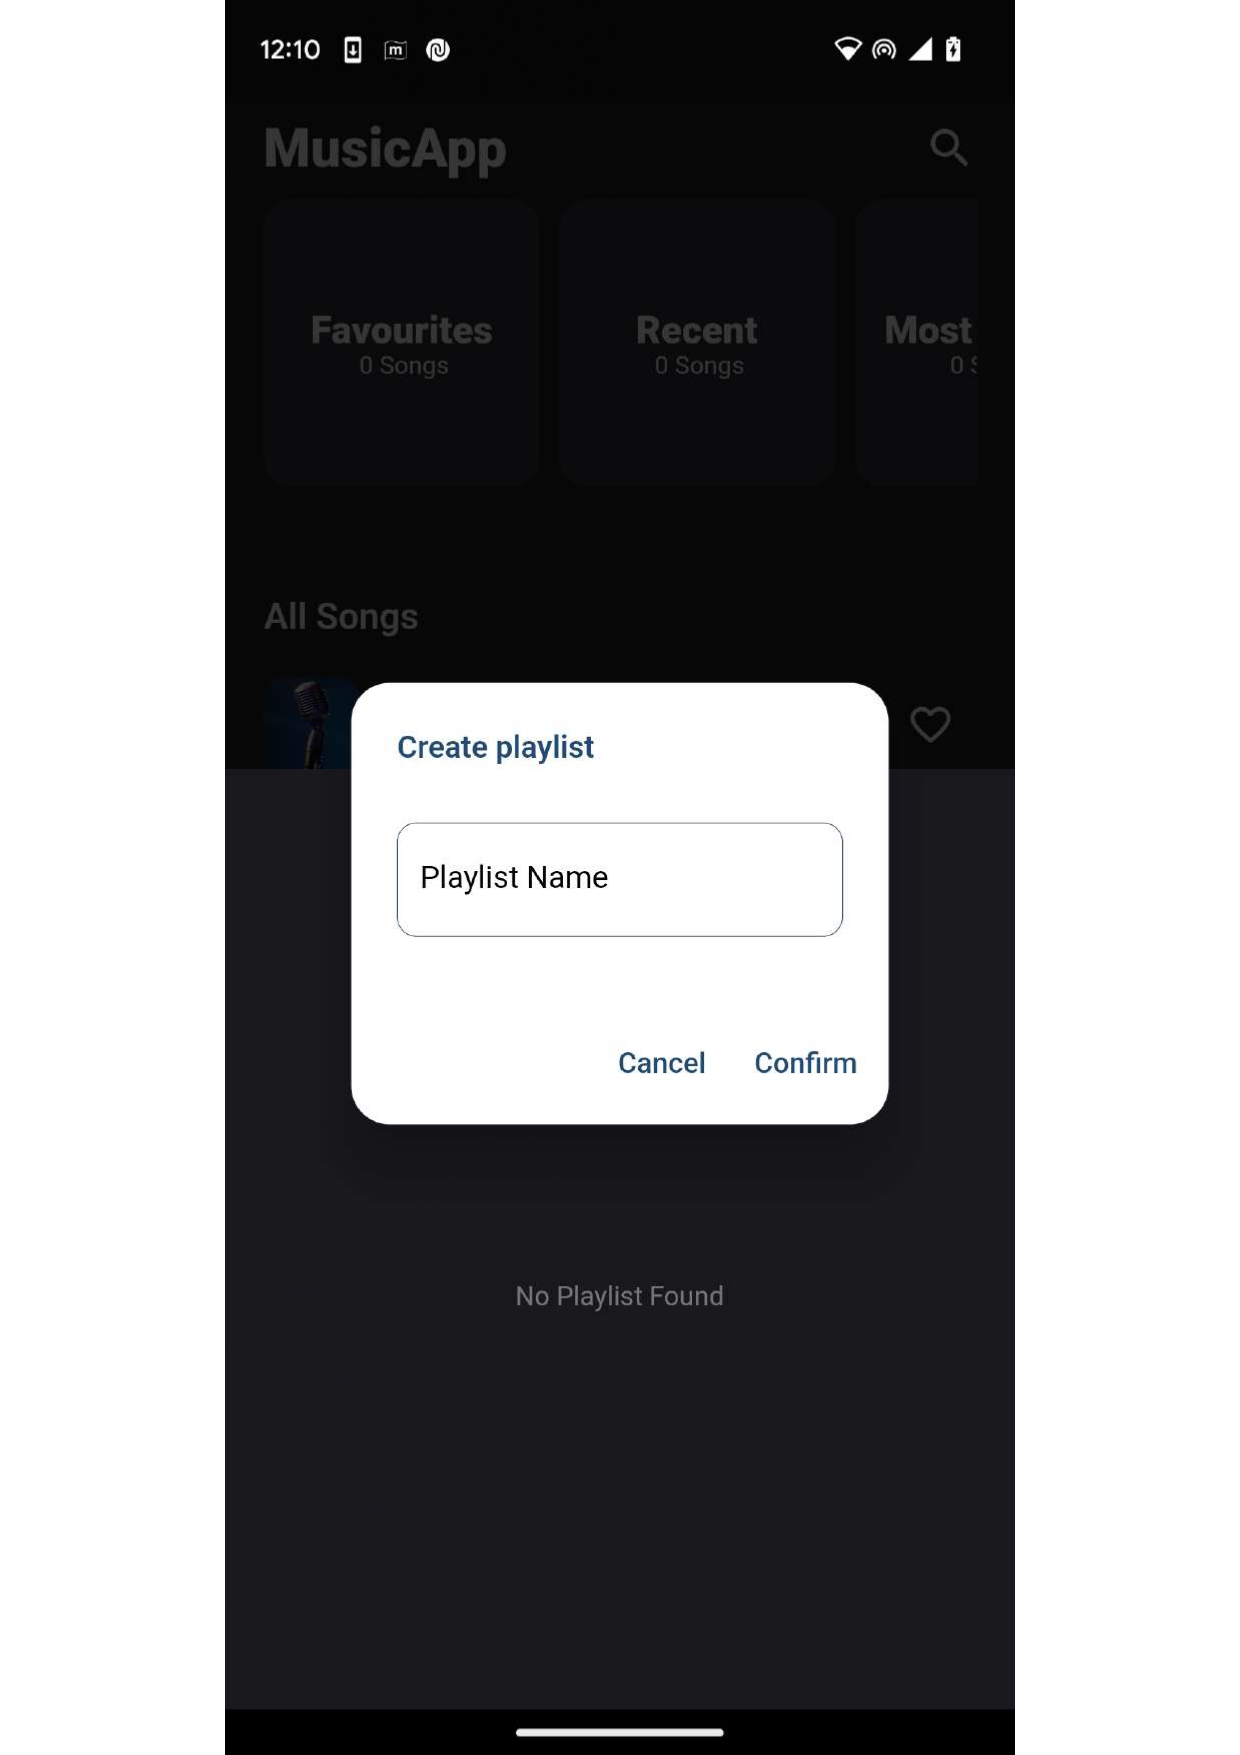 12:10
MusicApp
Favourites
0 Songs
Recent
0 Songs
Most
0 S
All Songs
Create playlist
Playlist Name
Cancel
Confirm
No Playlist Found